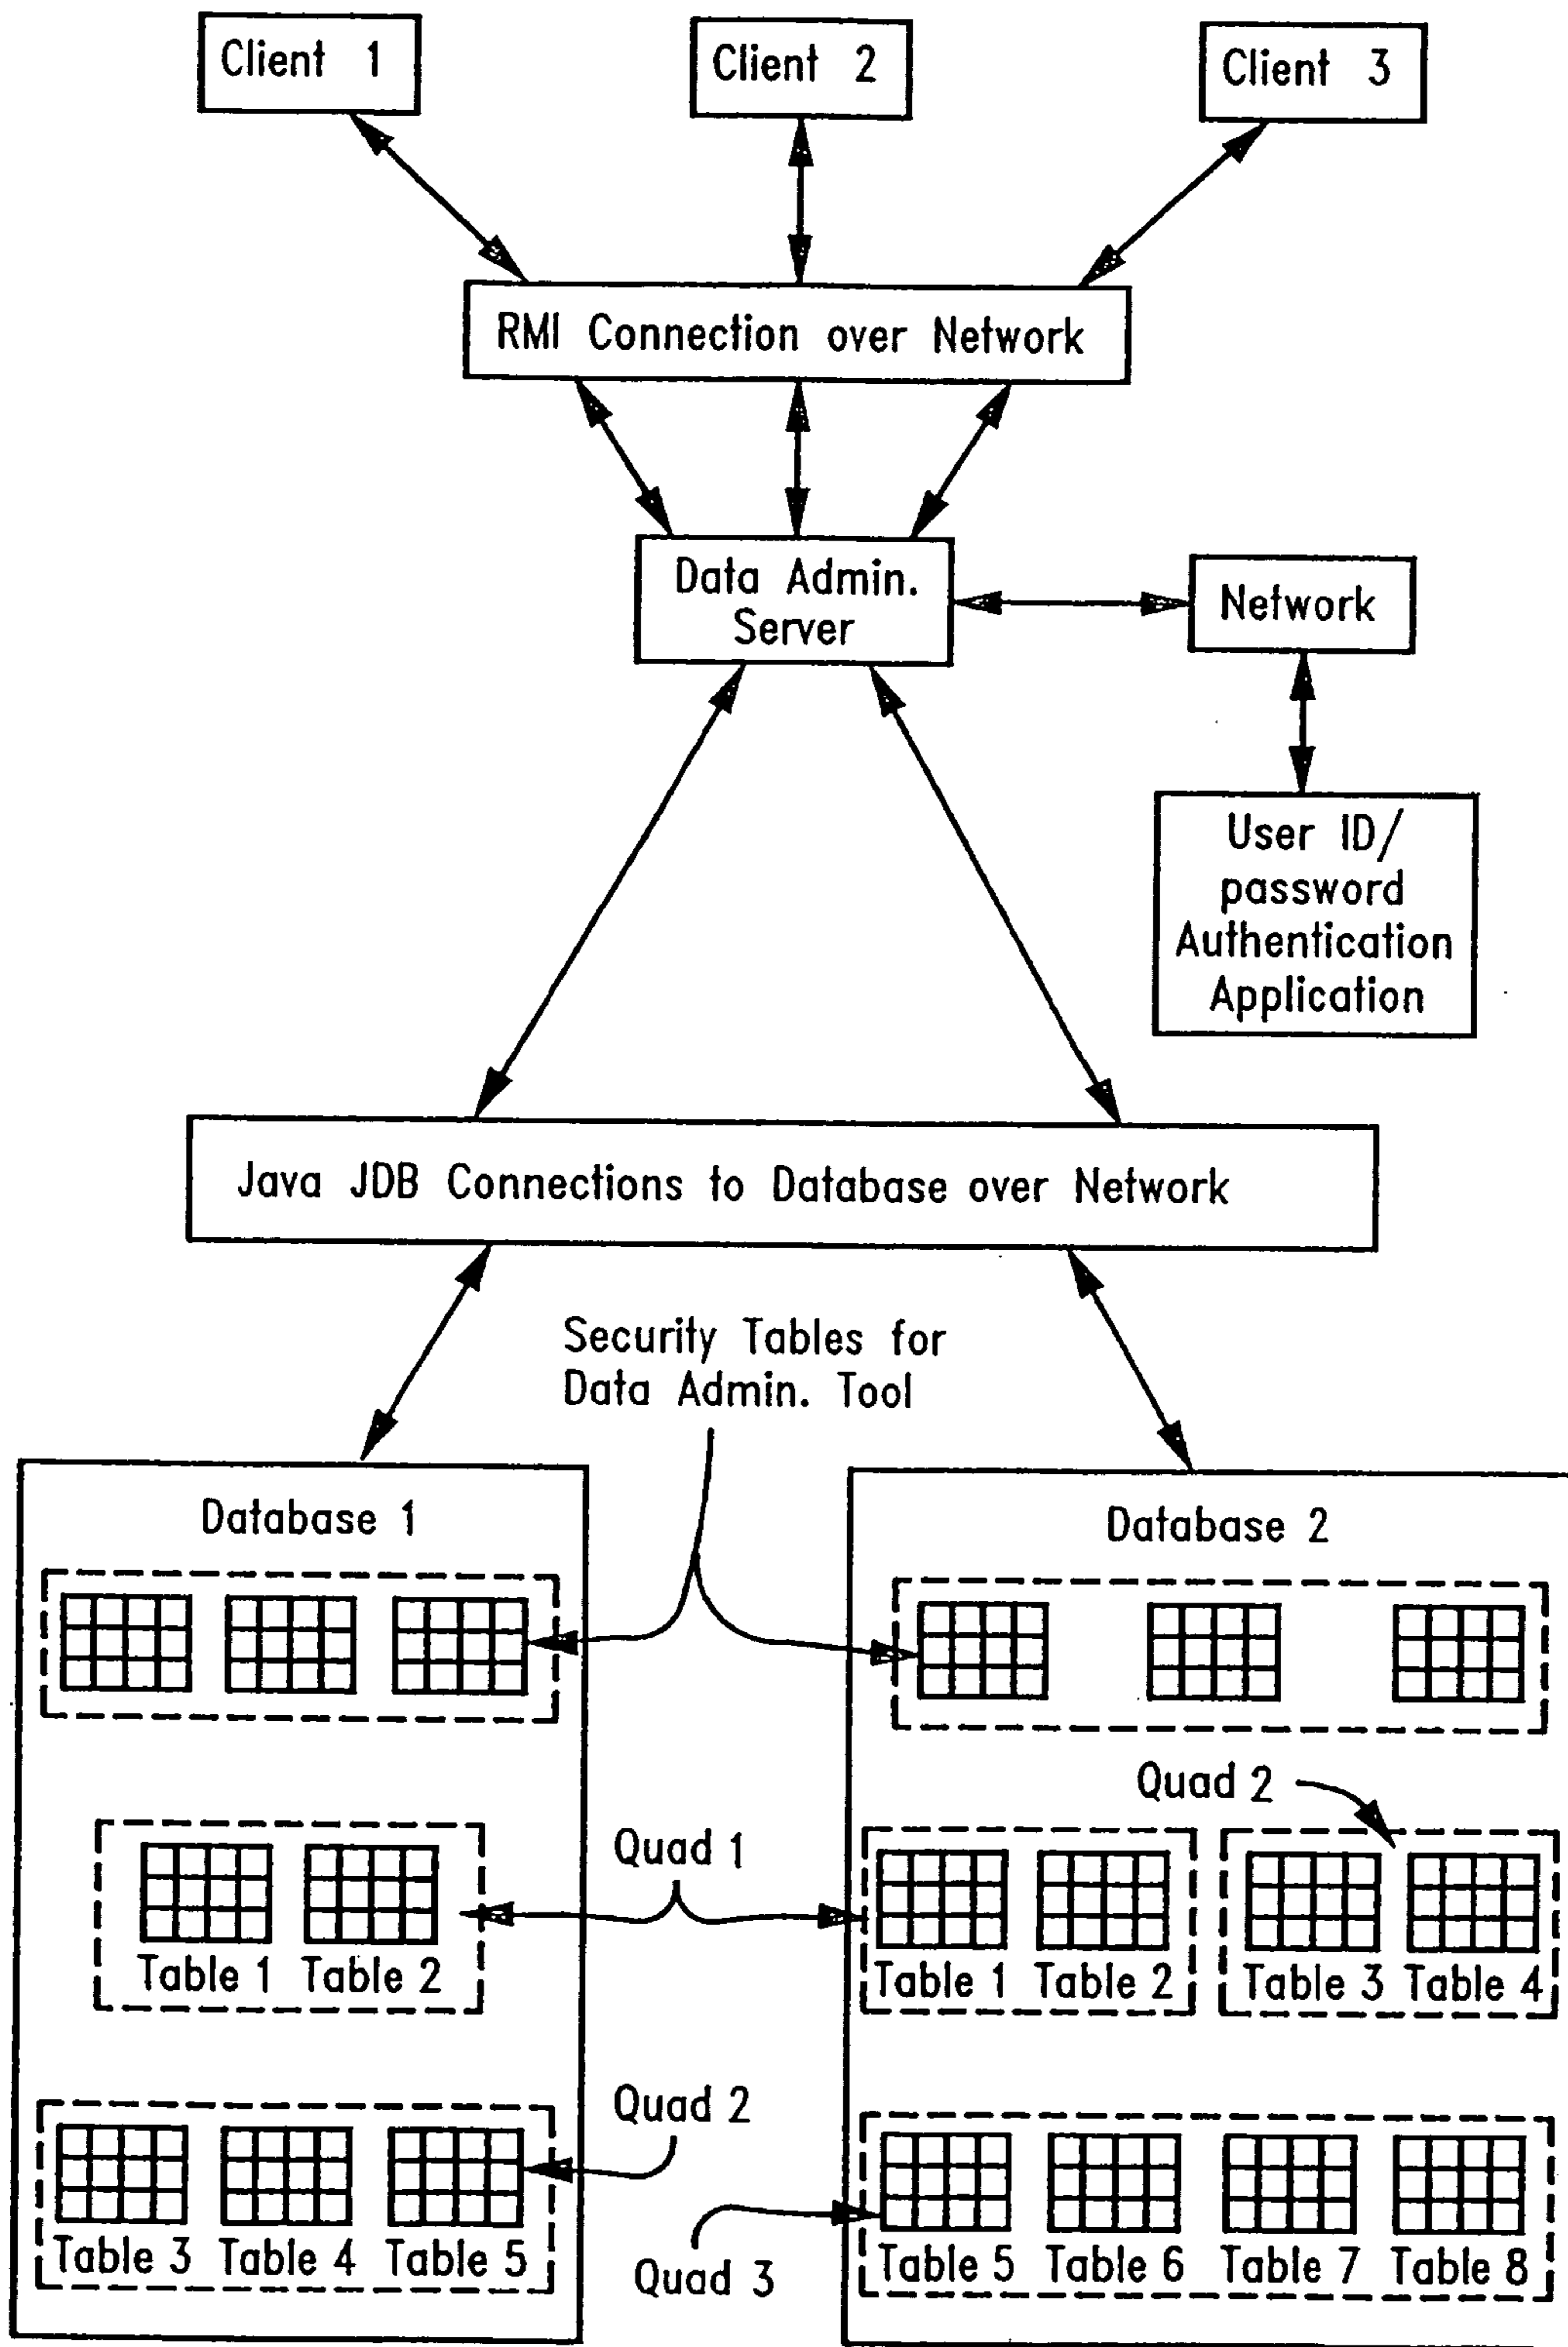 Client 1
Client 2
Client 3
RMI Connection over Network
Data Admin.
Server
Network
User ID/
password
Authentication
Application
Java JDB Connections to Database over Network
Security Tables for
Data Admin. Tool
Database 1
Database 2
Quad 2
Quad 1
Table 1 Table 2
Table 1 Table 2
Table 3 Table 4
Quad 2
Table 3 Table 4 Table 5
Quad 3
Table 5 Table 6 Table 7 Table 8